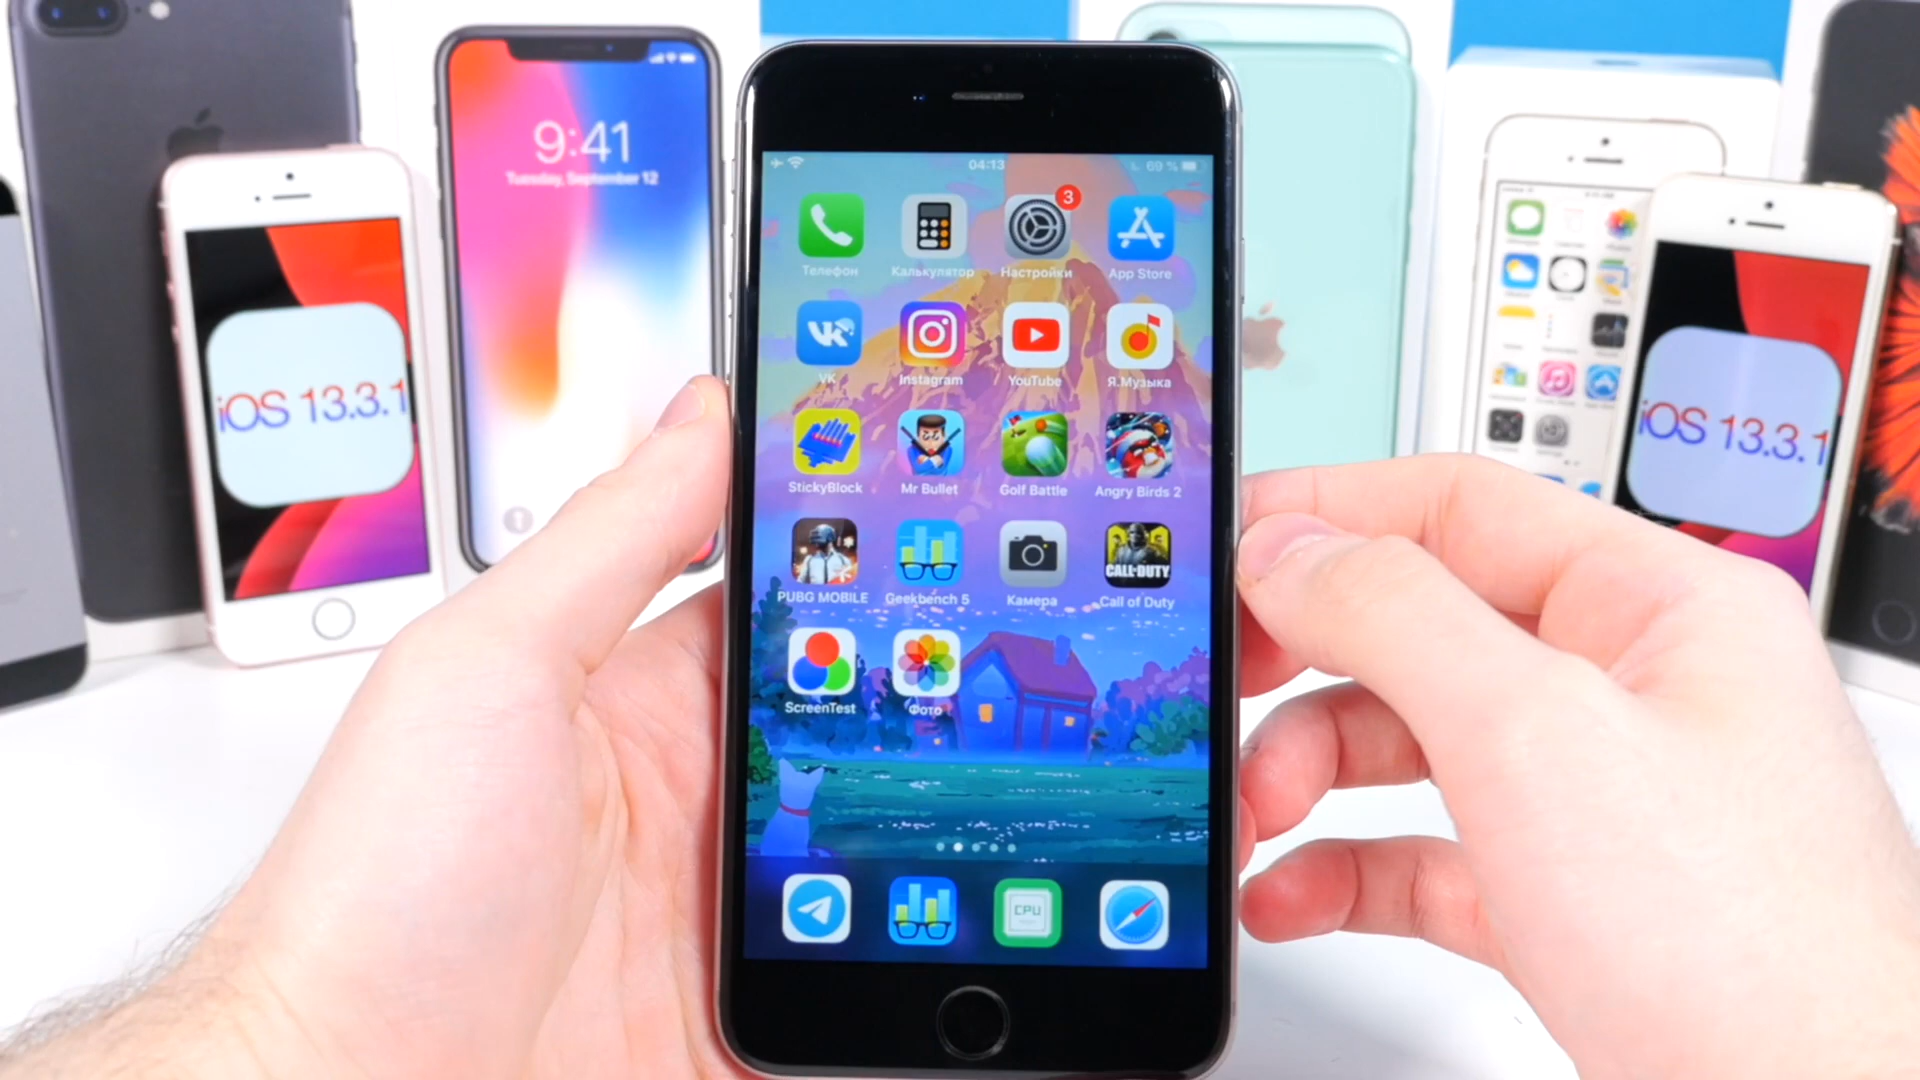 9:41
Tuesday, September 12
iOS 13.3.1
04:13
69 %
3
Телефон
Калькулятор
Настройки
App Store
VK
Instagram
YouTube
Я.Музыка
StickyBlock
Mr Bullet
Golf Battle
Angry Birds 2
PUBG MOBILE
Geekbench 5
Камера
CALL OF DUTY
Call of Duty
ScreenTest
Фото
CPU
iOS 13.3.1